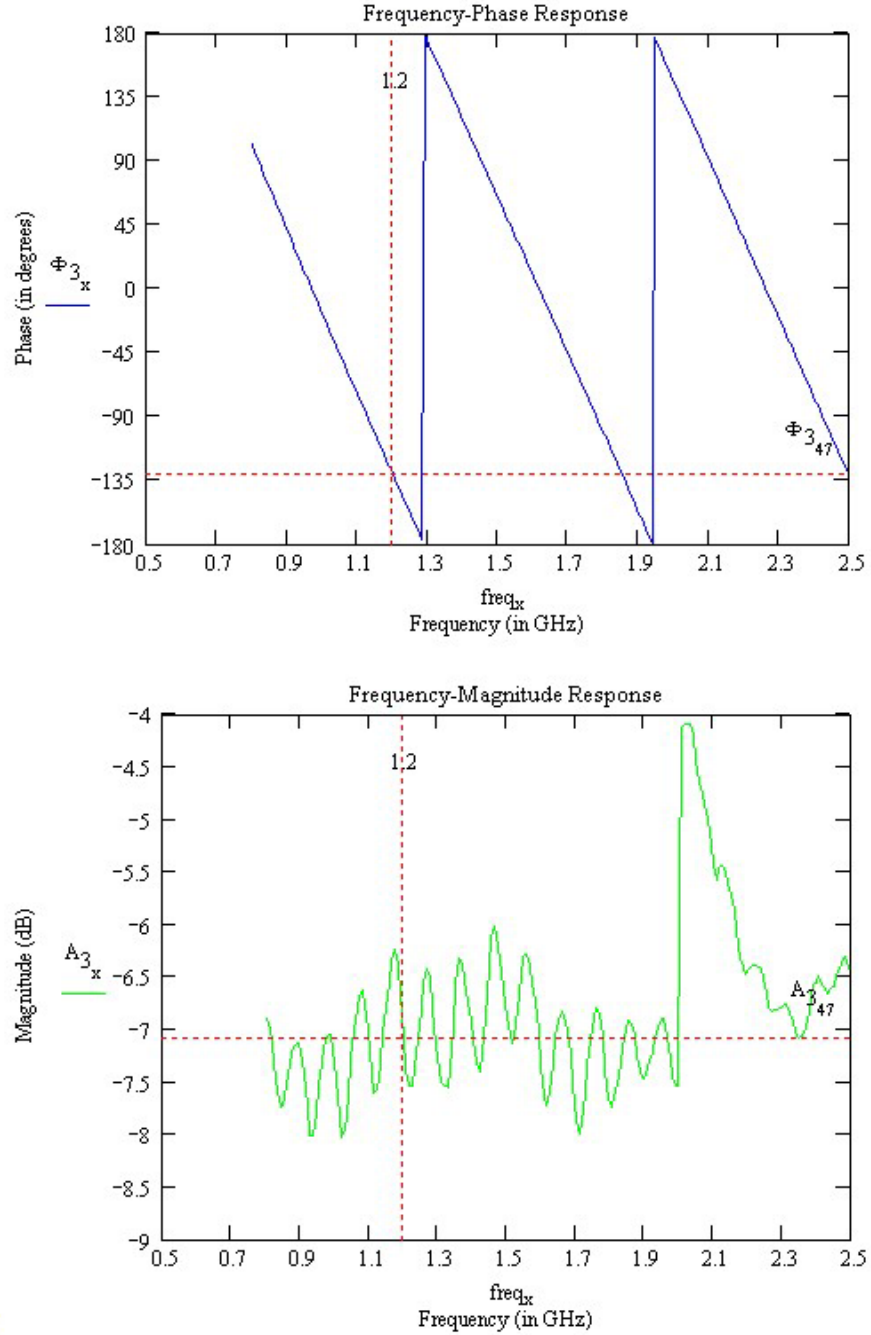 Frequency-Phase Response
180
135
90
45
0
−45
−90
−135
−180
Phase (in degrees)
Φ3x
1.2
Φ347
0.5 0.7 0.9 1.1 1.3 1.5 1.7 1.9 2.1 2.3 2.5
freqx
Frequency (in GHz)
Frequency-Magnitude Response
−4
−4.5
−5
−5.5
−6
−6.5
−7
−7.5
−8
−8.5
−9
Magnitude (dB)
A3x
1.2
A347
0.5 0.7 0.9 1.1 1.3 1.5 1.7 1.9 2.1 2.3 2.5
freqx
Frequency (in GHz)